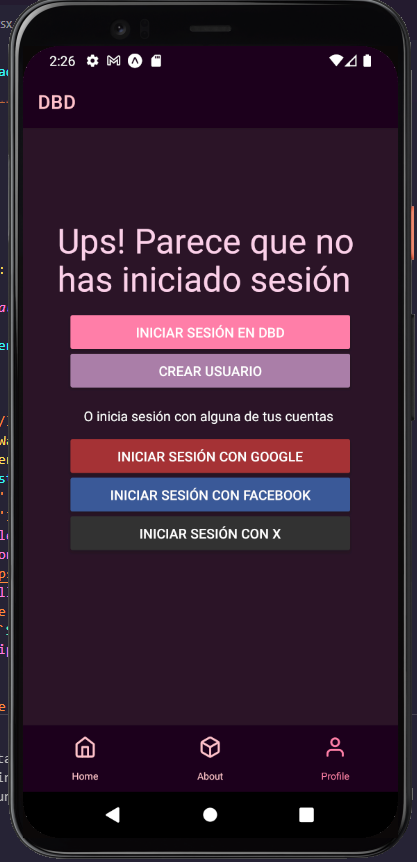 2:26
DBD
Ups! Parece que no
has iniciado sesión
INICIAR SESIÓN EN DBD
CREAR USUARIO
O inicia sesión con alguna de tus cuentas
INICIAR SESIÓN CON GOOGLE
INICIAR SESIÓN CON FACEBOOK
INICIAR SESIÓN CON X
Home
About
Profile